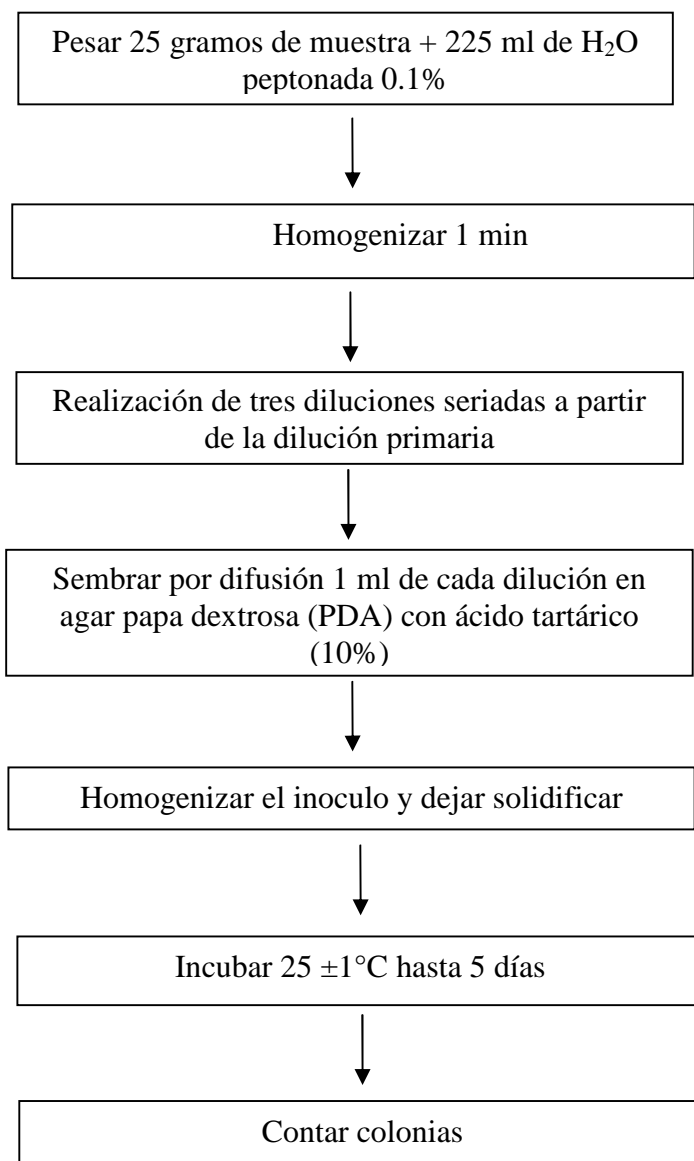 Pesar 25 gramos de muestra + 225 ml de H₂O
peptonada 0.1%
Homogenizar 1 min
Realización de tres diluciones seriadas a partir
de la dilución primaria
Sembrar por difusión 1 ml de cada dilución en
agar papa dextrosa (PDA) con ácido tartárico
(10%)
Homogenizar el inoculo y dejar solidificar
Incubar 25 ±1°C hasta 5 días
Contar colonias